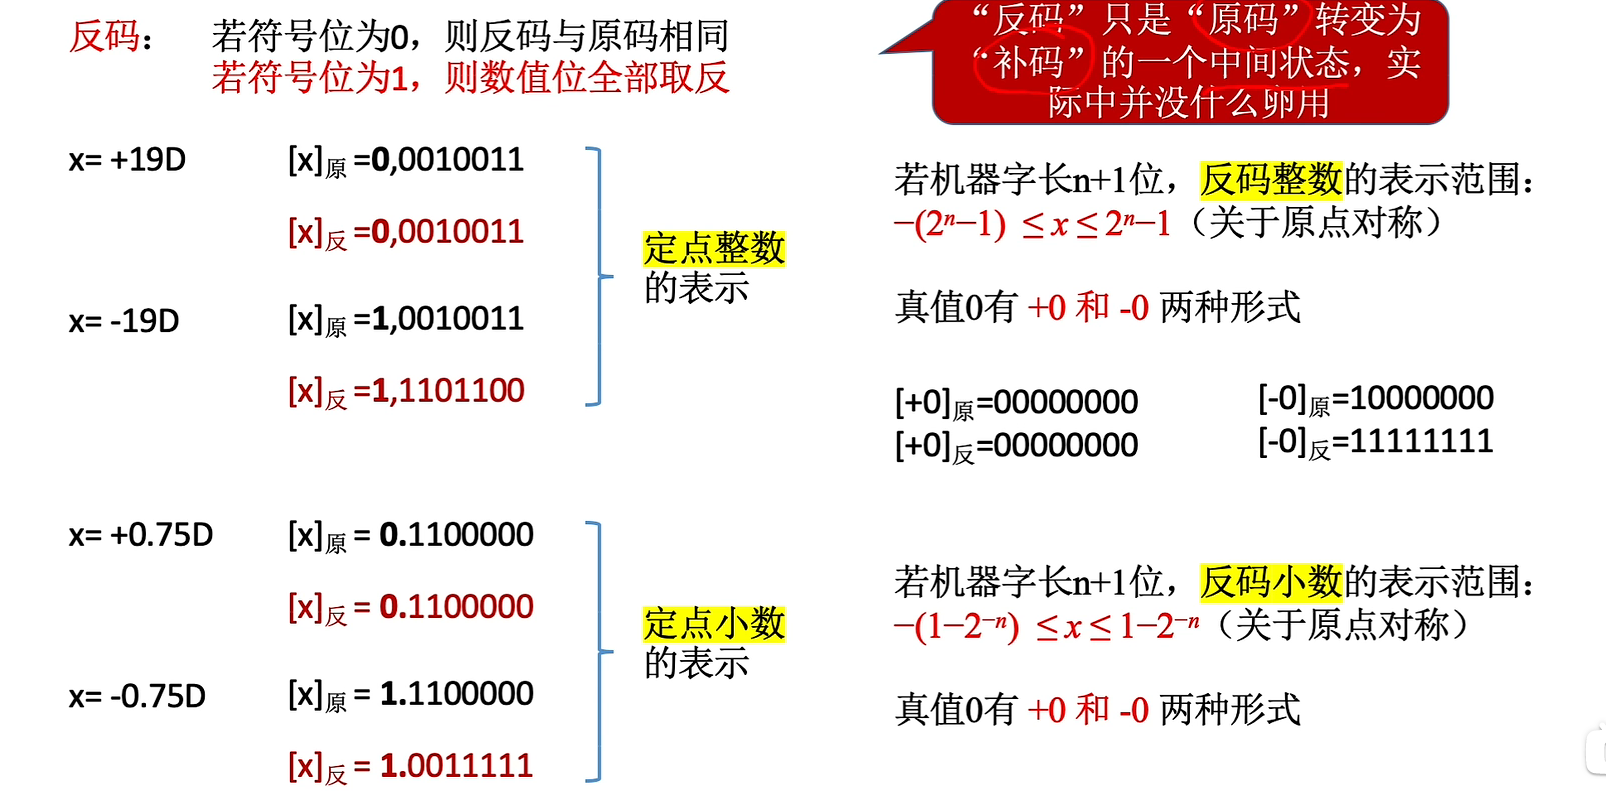 反码： 若符号位为0，则反码与原码相同
若符号位为1，则数值位全部取反
“反码”只是“原码”转变为
“补码”的一个中间状态，实
际中并没什么卵用
x= +19D [x]原=0,0010011
[x]反=0,0010011
x= -19D [x]原=1,0010011
[x]反=1,1101100
定点整数
的表示
x= +0.75D [x]原= 0.1100000
[x]反= 0.1100000
x= -0.75D [x]原= 1.1100000
[x]反= 1.0011111
定点小数
的表示
若机器字长n+1位，反码整数的表示范围：
−(2ⁿ−1) ≤ x ≤ 2ⁿ−1（关于原点对称）
真值0有 +0 和 -0 两种形式
[+0]原=00000000 [-0]原=10000000
[+0]反=00000000 [-0]反=11111111
若机器字长n+1位，反码小数的表示范围：
−(1−2⁻ⁿ) ≤ x ≤ 1−2⁻ⁿ（关于原点对称）
真值0有 +0 和 -0 两种形式